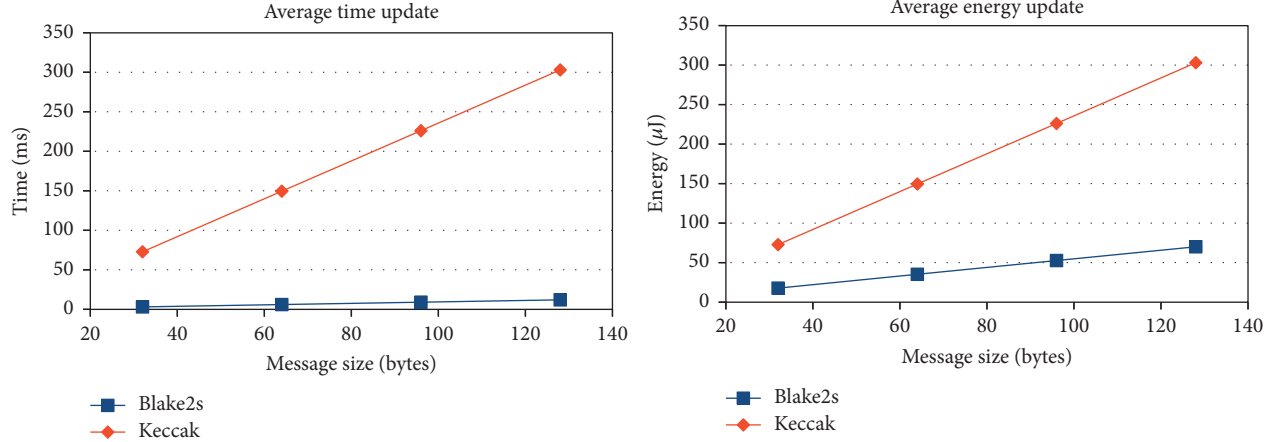 Average time update
350
300
250
200
150
100
50
0
Time (ms)
20 40 60 80 100 120 140
Message size (bytes)
Blake2s
Keccak
Average energy update
350
300
250
200
150
100
50
0
Energy (μJ)
20 40 60 80 100 120 140
Message size (bytes)
Blake2s
Keccak